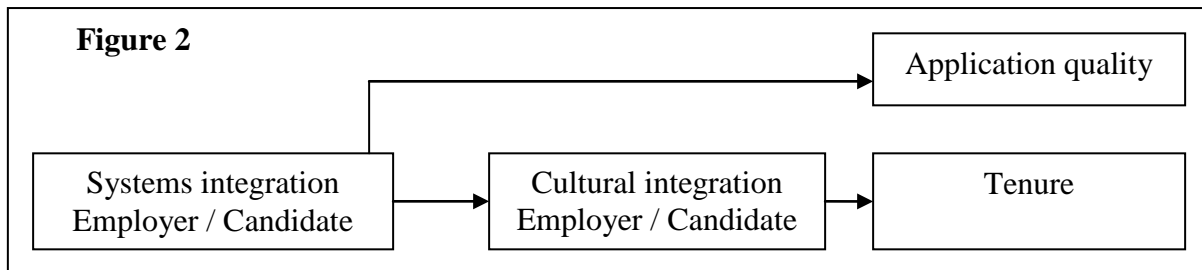 Figure 2
Application quality
Systems integration
Employer / Candidate
Cultural integration
Employer / Candidate
Tenure